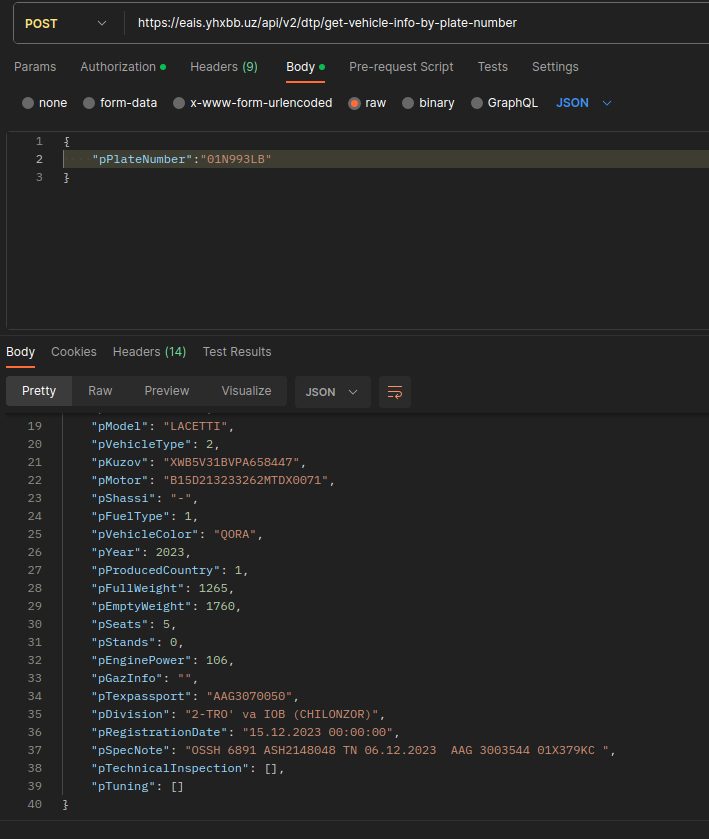 POST https://eais.yhxbb.uz/api/v2/dtp/get-vehicle-info-by-plate-number
Params Authorization Headers (9) Body Pre-request Script Tests Settings
none form-data x-www-form-urlencoded raw binary GraphQL JSON
1 {
2 "pPlateNumber":"01N993LB"
3 }
Body Cookies Headers (14) Test Results
Pretty Raw Preview Visualize JSON
19 "pModel": "LACETTI",
20 "pVehicleType": 2,
21 "pKuzov": "XWB5V31BVPA658447",
22 "pMotor": "B15D213233262MTDX0071",
23 "pShassi": "-",
24 "pFuelType": 1,
25 "pVehicleColor": "QORA",
26 "pYear": 2023,
27 "pProducedCountry": 1,
28 "pFullWeight": 1265,
29 "pEmptyWeight": 1760,
30 "pSeats": 5,
31 "pStands": 0,
32 "pEnginePower": 106,
33 "pGazInfo": "",
34 "pTexpassport": "AAG3070050",
35 "pDivision": "2-TRO' va IOB (CHILONZOR)",
36 "pRegistrationDate": "15.12.2023 00:00:00",
37 "pSpecNote": "OSSH 6891 ASH2148048 TN 06.12.2023  AAG 3003544 01X379KC ",
38 "pTechnicalInspection": [],
39 "pTuning": []
40 }